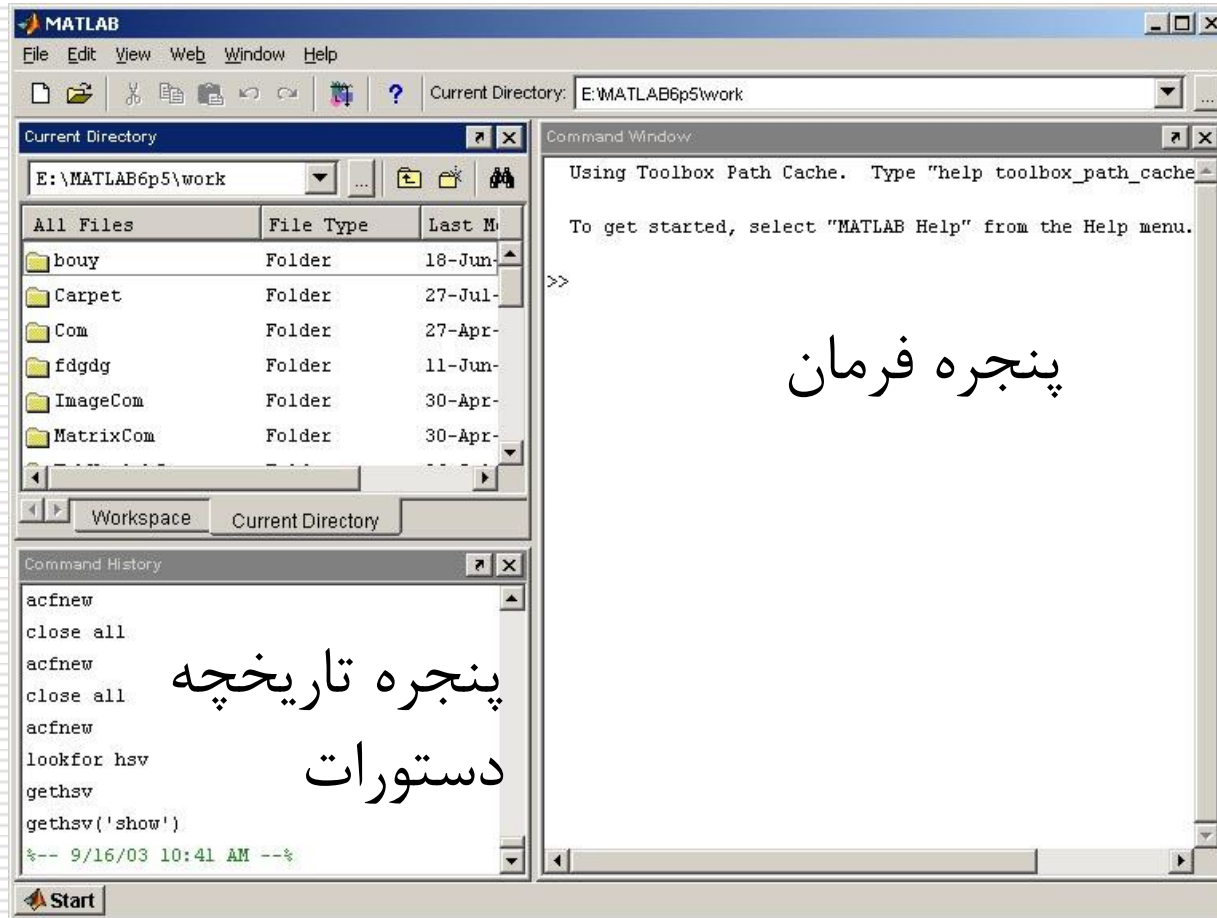 MATLAB
File Edit View Web Window Help
Current Directory: E:\MATLAB6p5\work
Current Directory
E:\MATLAB6p5\work
All Files File Type Last M
bouy Folder 18-Jun-
Carpet Folder 27-Jul-
Com Folder 27-Apr-
fdgdg Folder 11-Jun-
ImageCom Folder 30-Apr-
MatrixCom Folder 30-Apr-
Workspace Current Directory
Command History
acfnew
close all
acfnew
close all
acfnew
lookfor hsv
gethsv
gethsv('show')
%-- 9/16/03 10:41 AM --%
پنجره تاریخچه
دستورات
Command Window
Using Toolbox Path Cache. Type "help toolbox_path_cache
To get started, select "MATLAB Help" from the Help menu.
>>
پنجره فرمان
Start